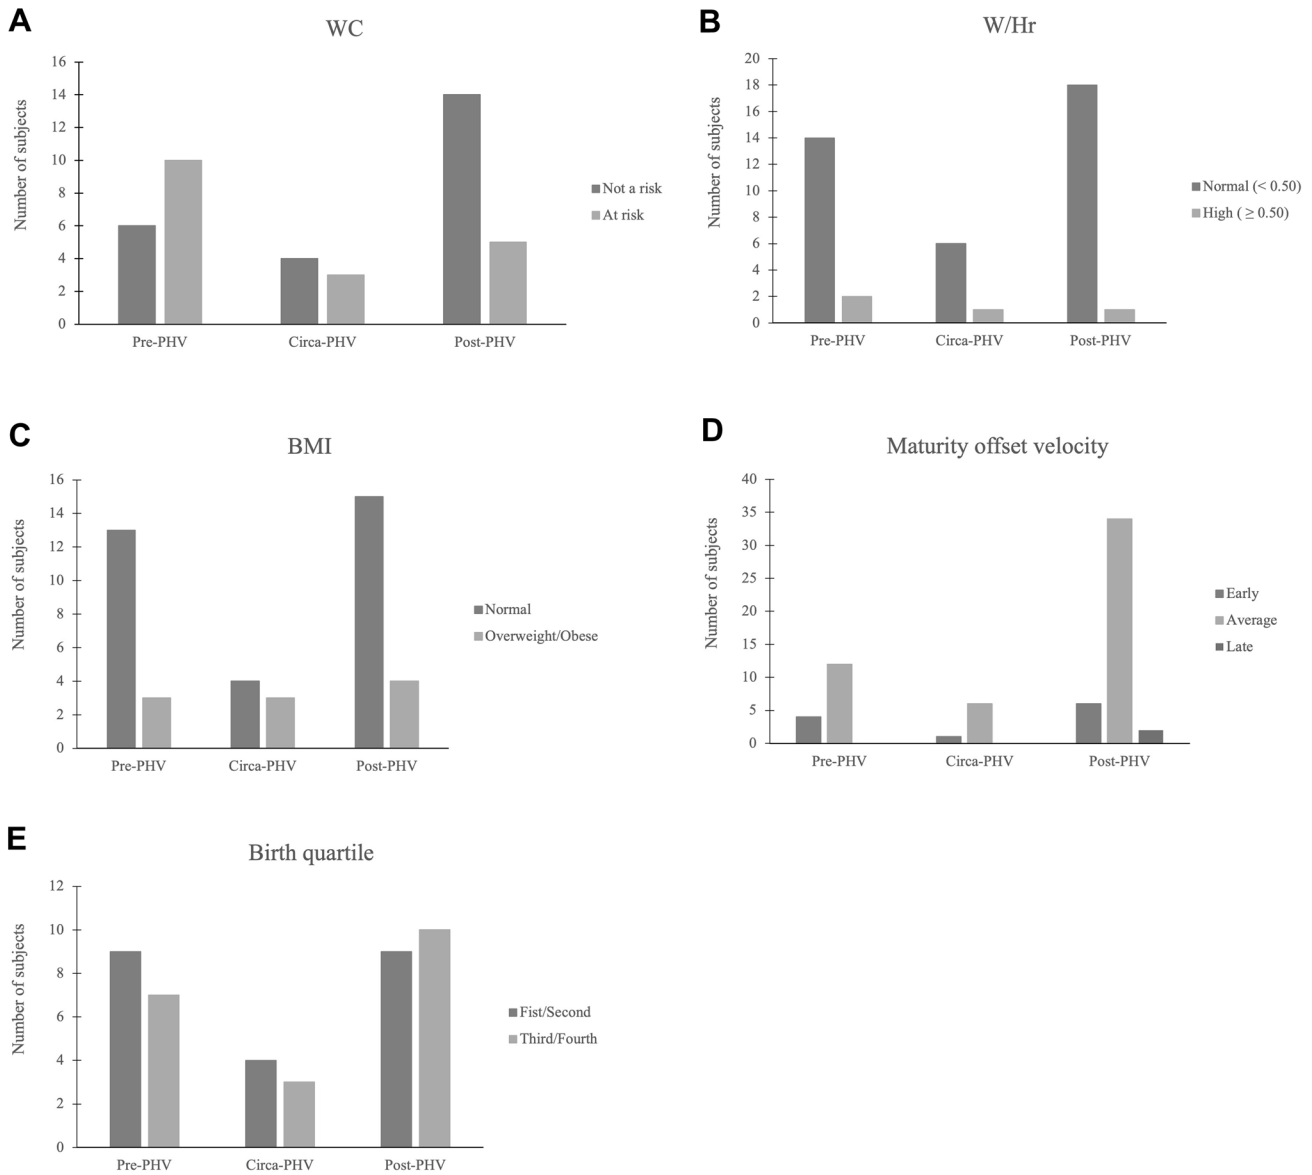 A
WC
Number of subjects
16
14
12
10
8
6
4
2
0
Pre-PHV
Circa-PHV
Post-PHV
Not a risk
At risk
B
W/Hr
Number of subjects
20
18
16
14
12
10
8
6
4
2
0
Pre-PHV
Circa-PHV
Post-PHV
Normal (< 0.50)
High ( ≥ 0.50)
C
BMI
Number of subjects
16
14
12
10
8
6
4
2
0
Pre-PHV
Circa-PHV
Post-PHV
Normal
Overweight/Obese
D
Maturity offset velocity
Number of subjects
40
35
30
25
20
15
10
5
0
Pre-PHV
Circa-PHV
Post-PHV
Early
Average
Late
E
Birth quartile
Number of subjects
12
10
8
6
4
2
0
Pre-PHV
Circa-PHV
Post-PHV
Fist/Second
Third/Fourth